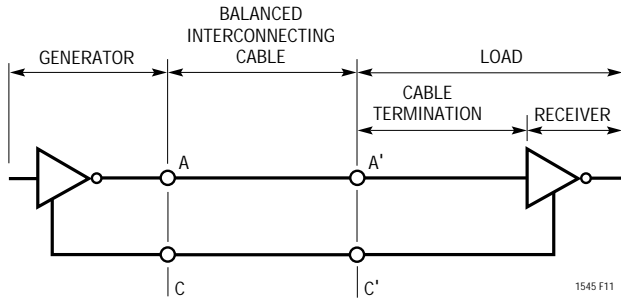 BALANCED
INTERCONNECTING
CABLE
GENERATOR
LOAD
CABLE
TERMINATION
RECEIVER
A
A'
C
C'
1545 F11